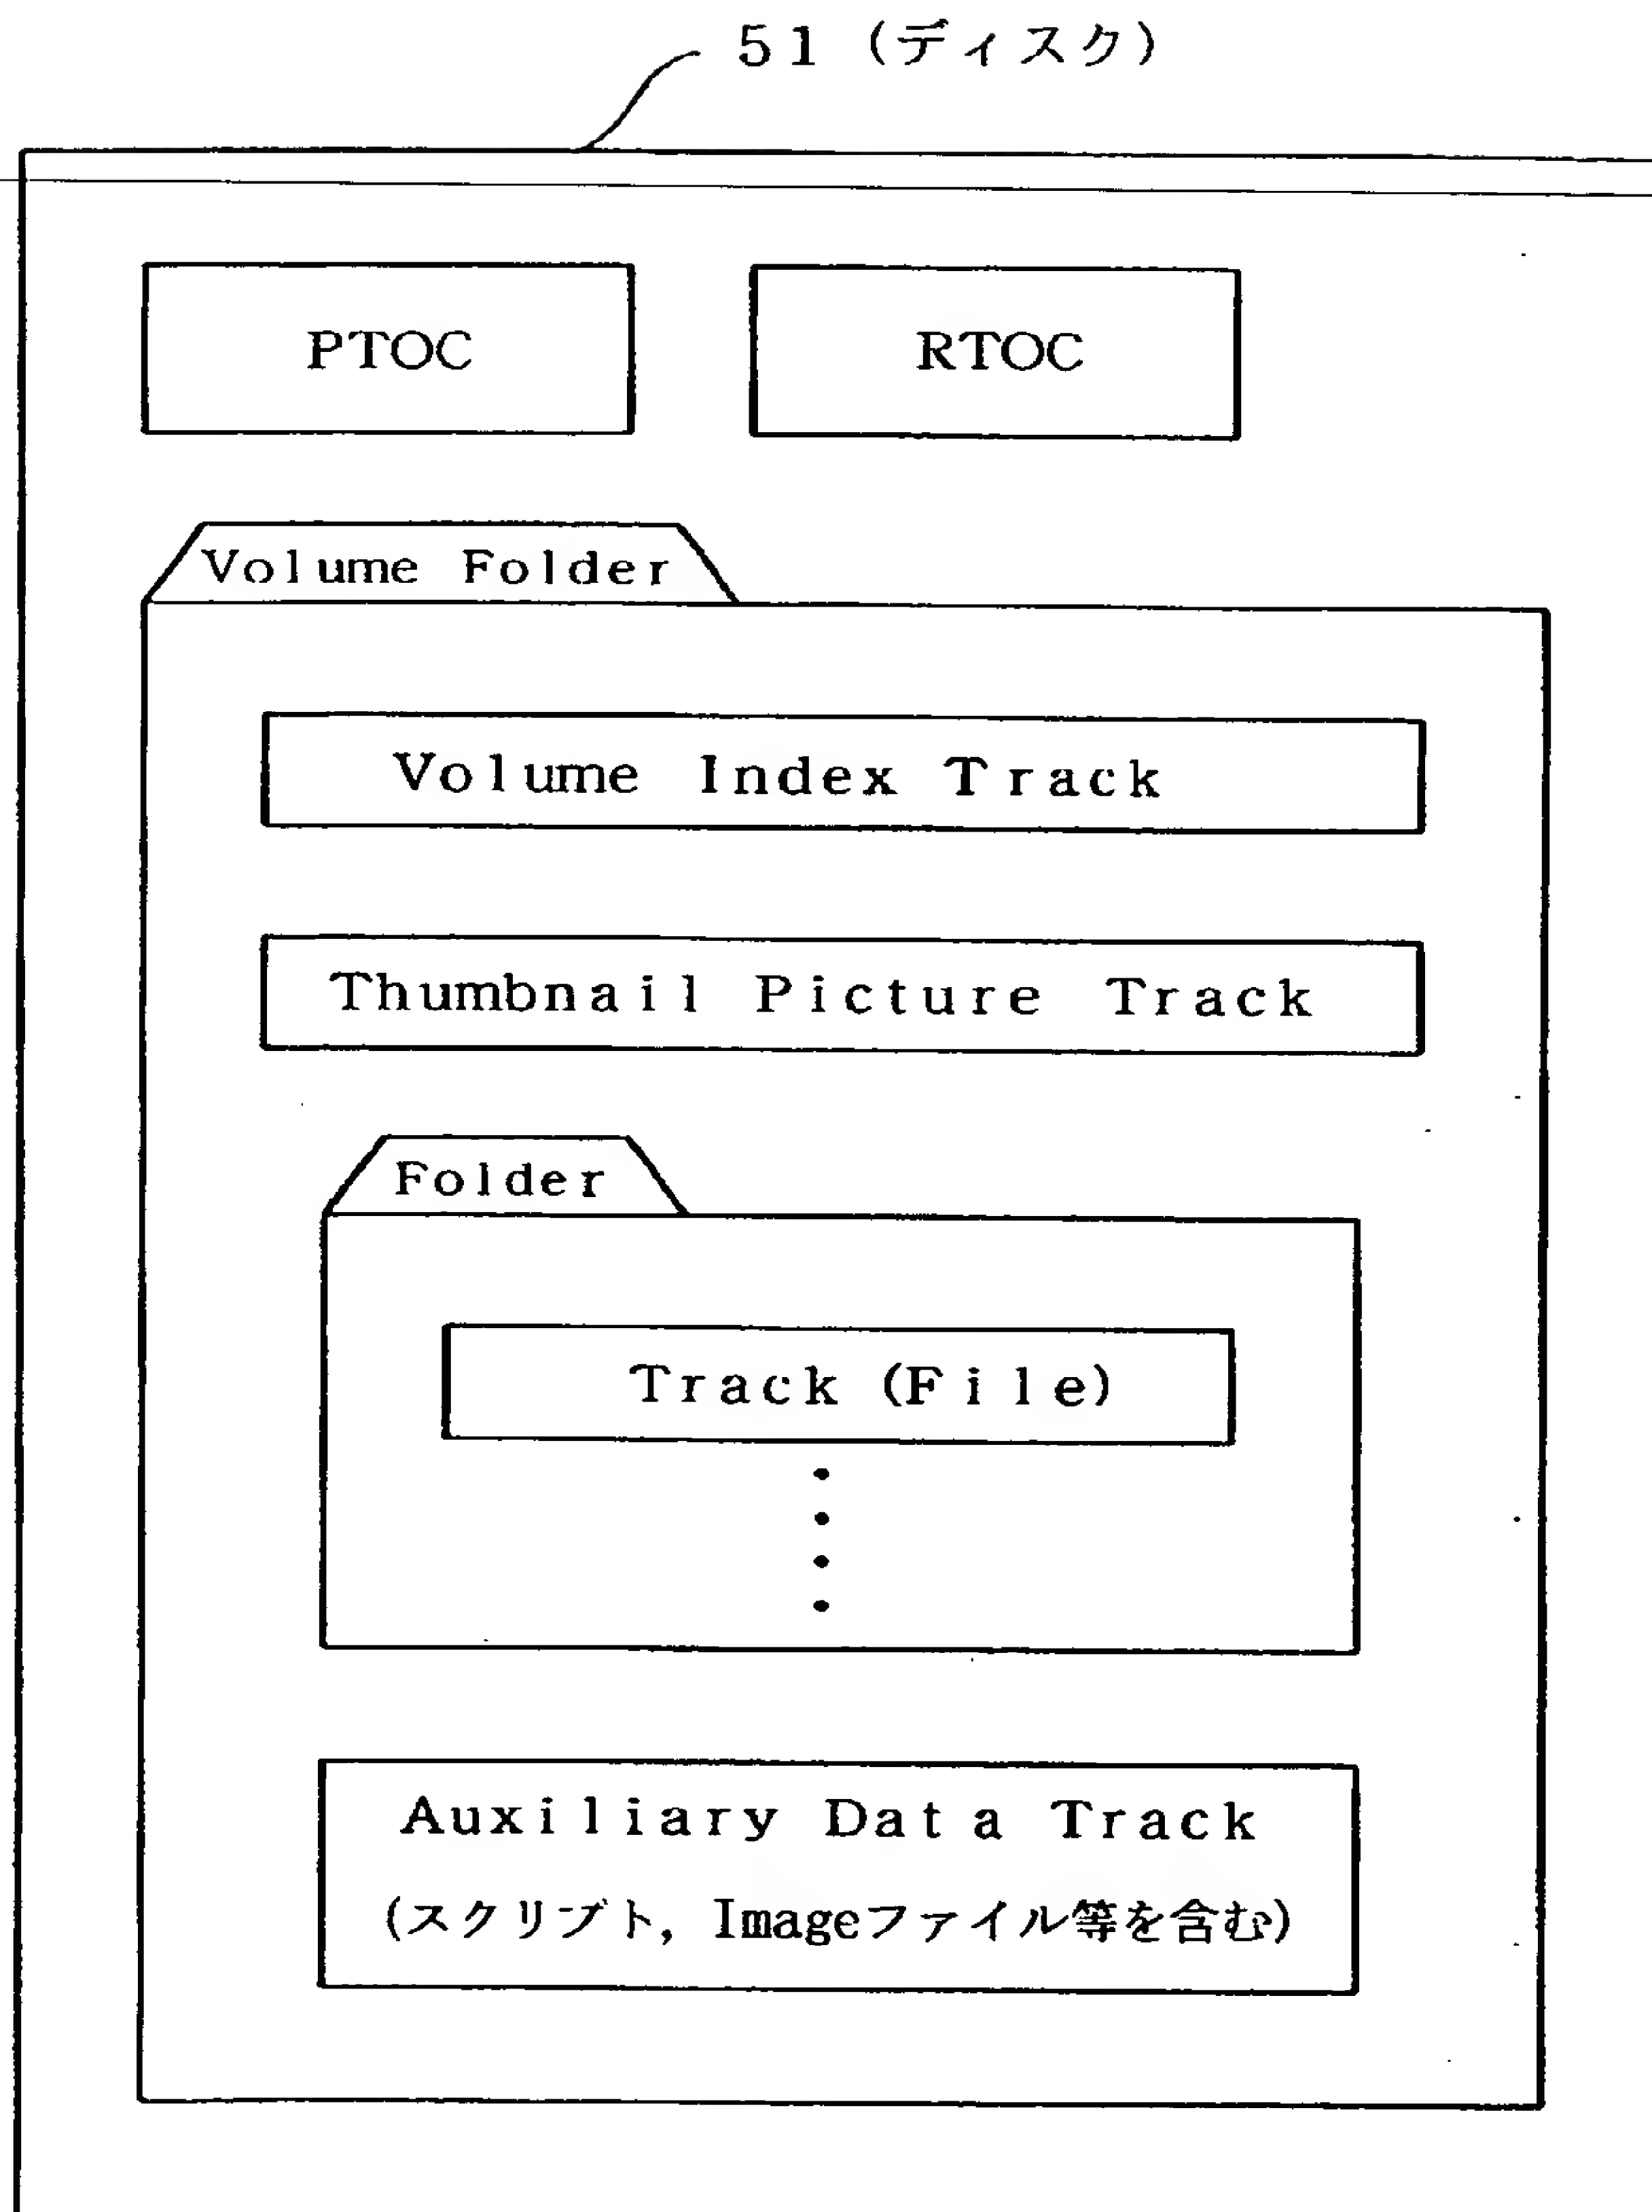 51(ディスク)
PTOC RTOC
Volume Folder
Volume Index Track
Thumbnail Picture Track
Folder
Track(File)
Auxiliary Data Track
(スクリプト, Imageファイル等を含む)